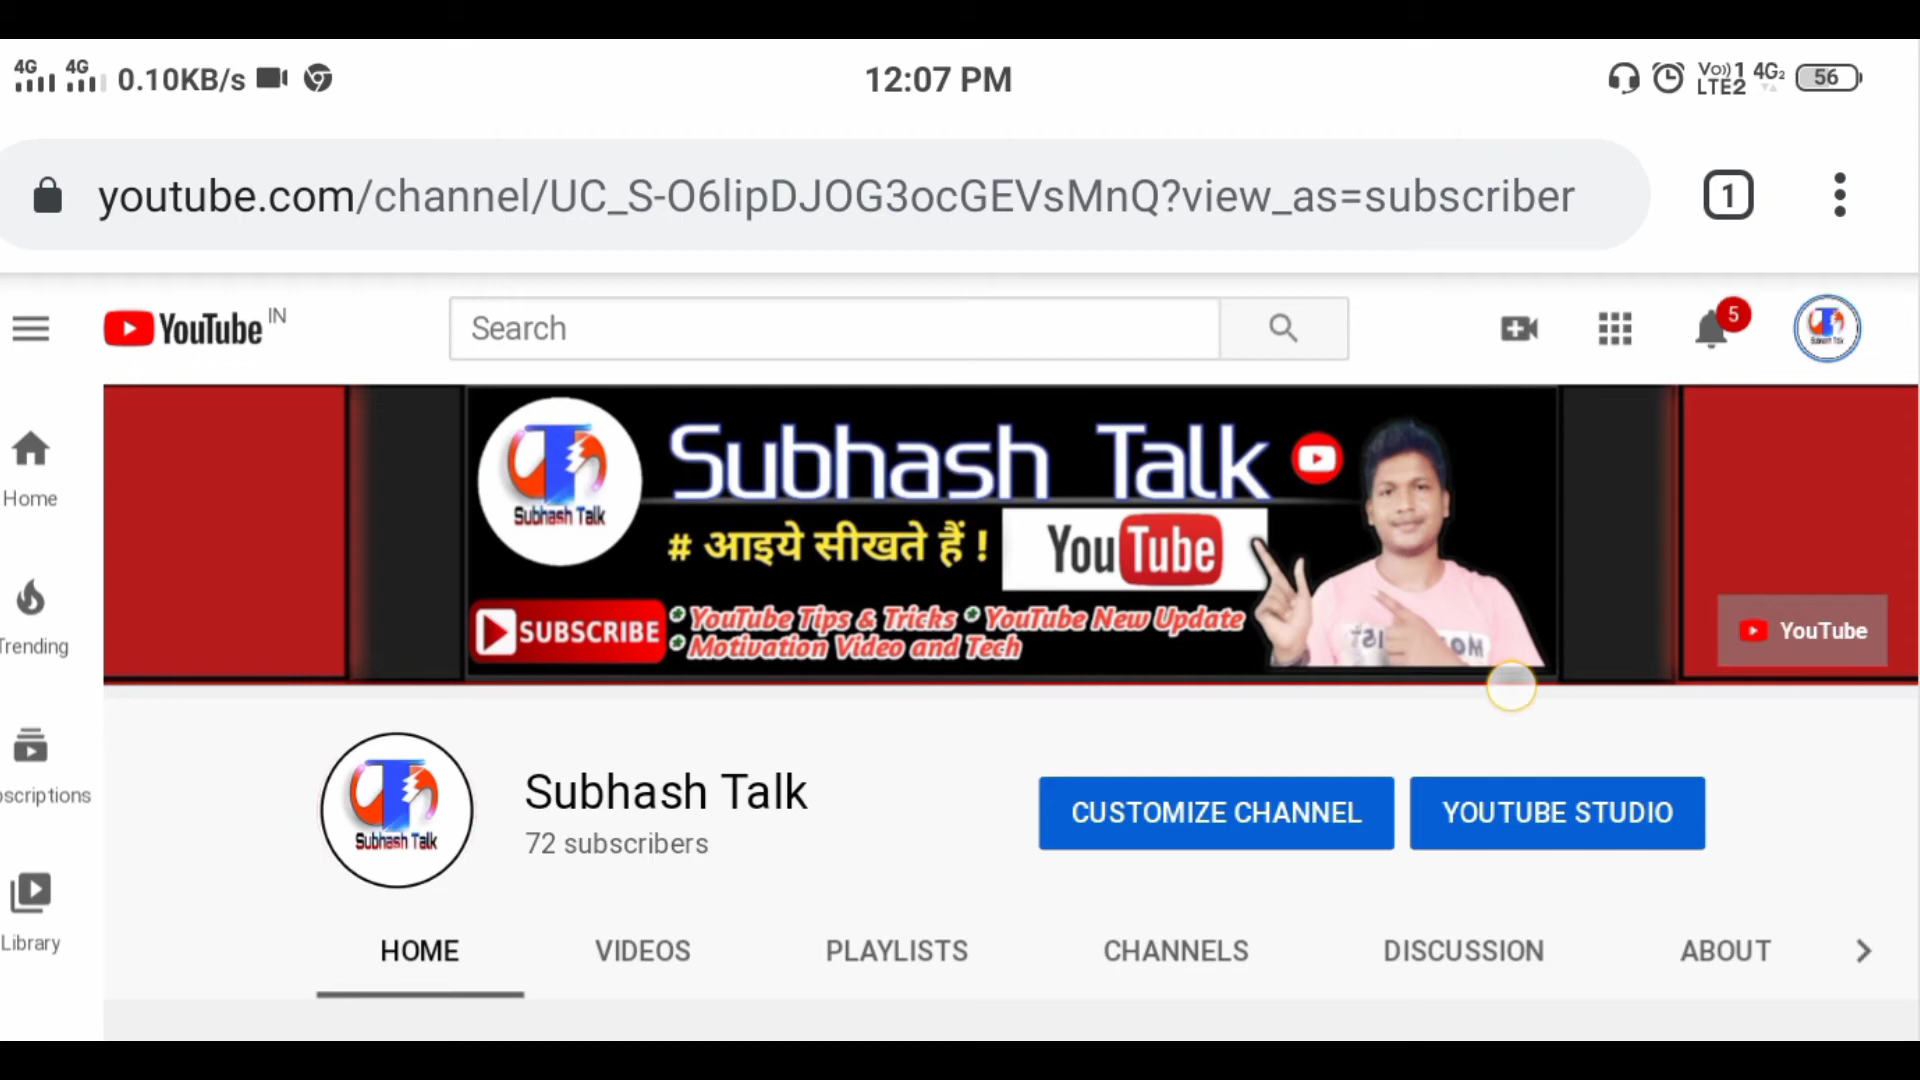 4G 4G 0.10KB/s 12:07 PM Vo)) 1 LTE2 4G2 56
youtube.com/channel/UC_S-O6lipDJOG3ocGEVsMnQ?view_as=subscriber 1
YouTube IN Search 5
Subhash Talk
Subhash Talk
# आइये सीखते हैं !
YouTube
SUBSCRIBE
* YouTube Tips & Tricks * YouTube New Update
* Motivation Video and Tech
YouTube
Home
Trending
bscriptions
Library
Subhash Talk
Subhash Talk
72 subscribers
CUSTOMIZE CHANNEL YOUTUBE STUDIO
HOME VIDEOS PLAYLISTS CHANNELS DISCUSSION ABOUT